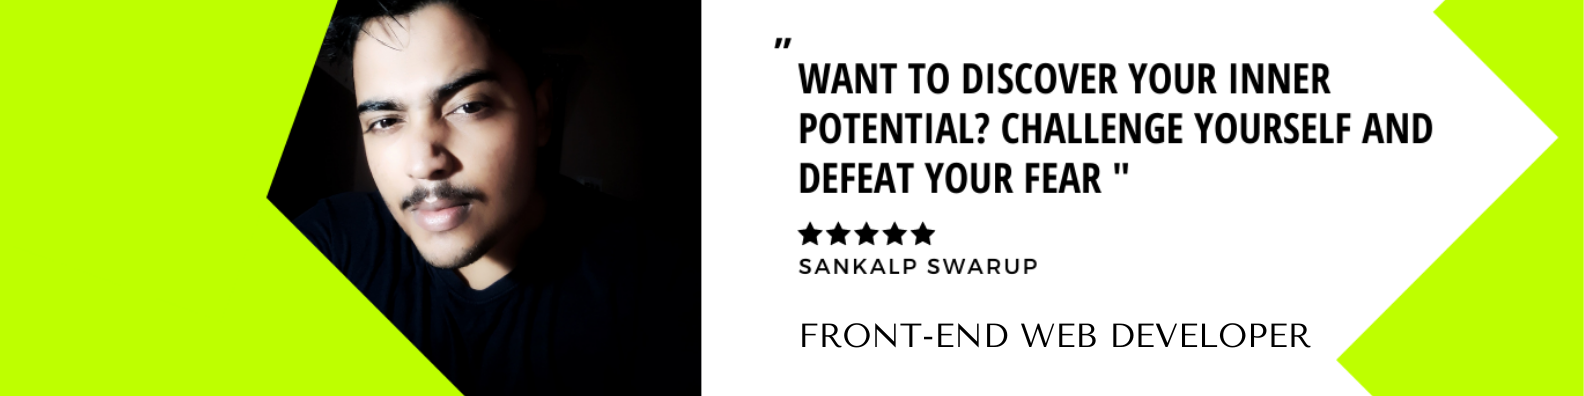 "
WANT TO DISCOVER YOUR INNER
POTENTIAL? CHALLENGE YOURSELF AND
DEFEAT YOUR FEAR "
★★★★★
SANKALP SWARUP
FRONT-END WEB DEVELOPER